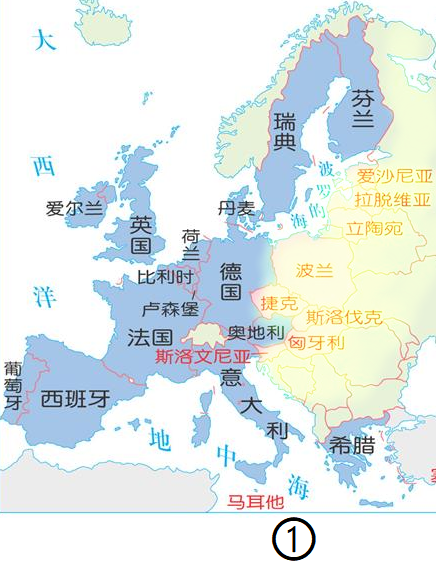 大西洋
芬兰
瑞典
波罗的海
爱沙尼亚
拉脱维亚
立陶宛
爱尔兰
英国
丹麦
荷兰
德国
波兰
比利时
卢森堡
捷克
斯洛伐克
法国
奥地利
匈牙利
斯洛文尼亚
葡萄牙
西班牙
意大利
希腊
地中海
马耳他
①